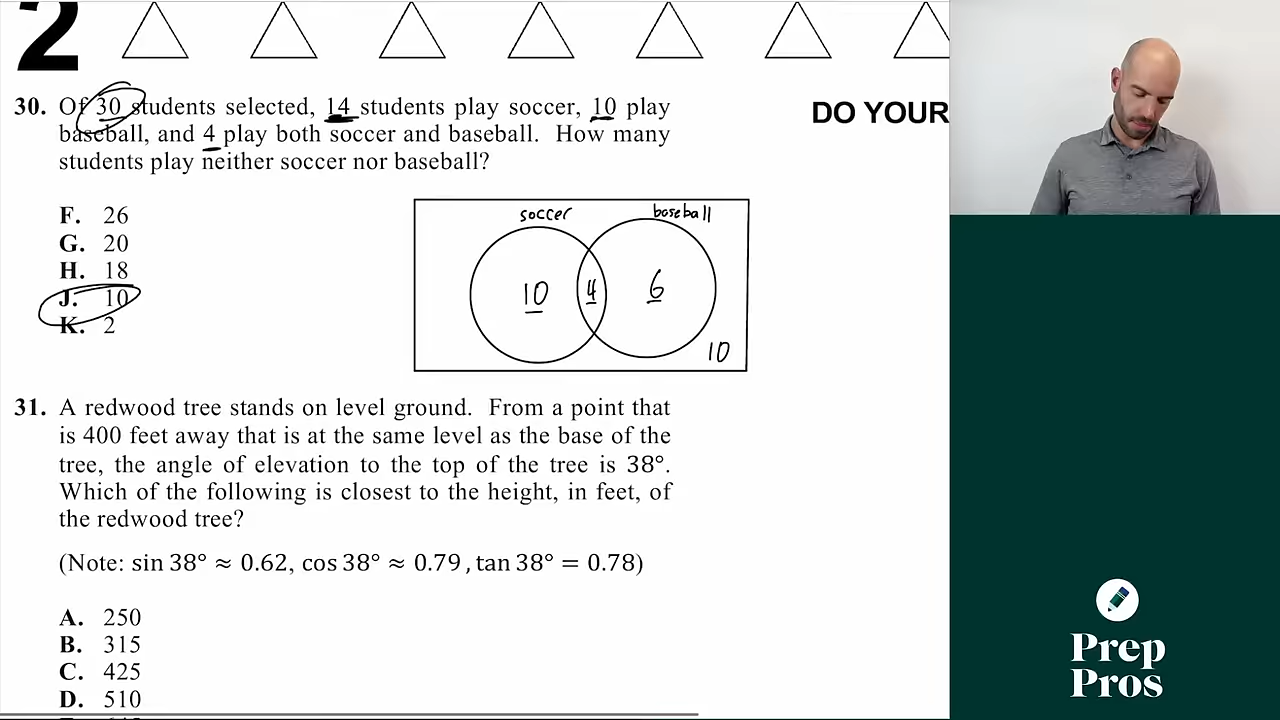 2
30. Of 30 students selected, 14 students play soccer, 10 play
baseball, and 4 play both soccer and baseball. How many
students play neither soccer nor baseball?
DO YOUR
F. 26
G. 20
H. 18
J. 10
K. 2
soccer baseball
10 4 6
10
31. A redwood tree stands on level ground. From a point that
is 400 feet away that is at the same level as the base of the
tree, the angle of elevation to the top of the tree is 38°.
Which of the following is closest to the height, in feet, of
the redwood tree?
(Note: sin 38° ≈ 0.62, cos 38° ≈ 0.79 , tan 38° = 0.78)
A. 250
B. 315
C. 425
D. 510
Prep
Pros